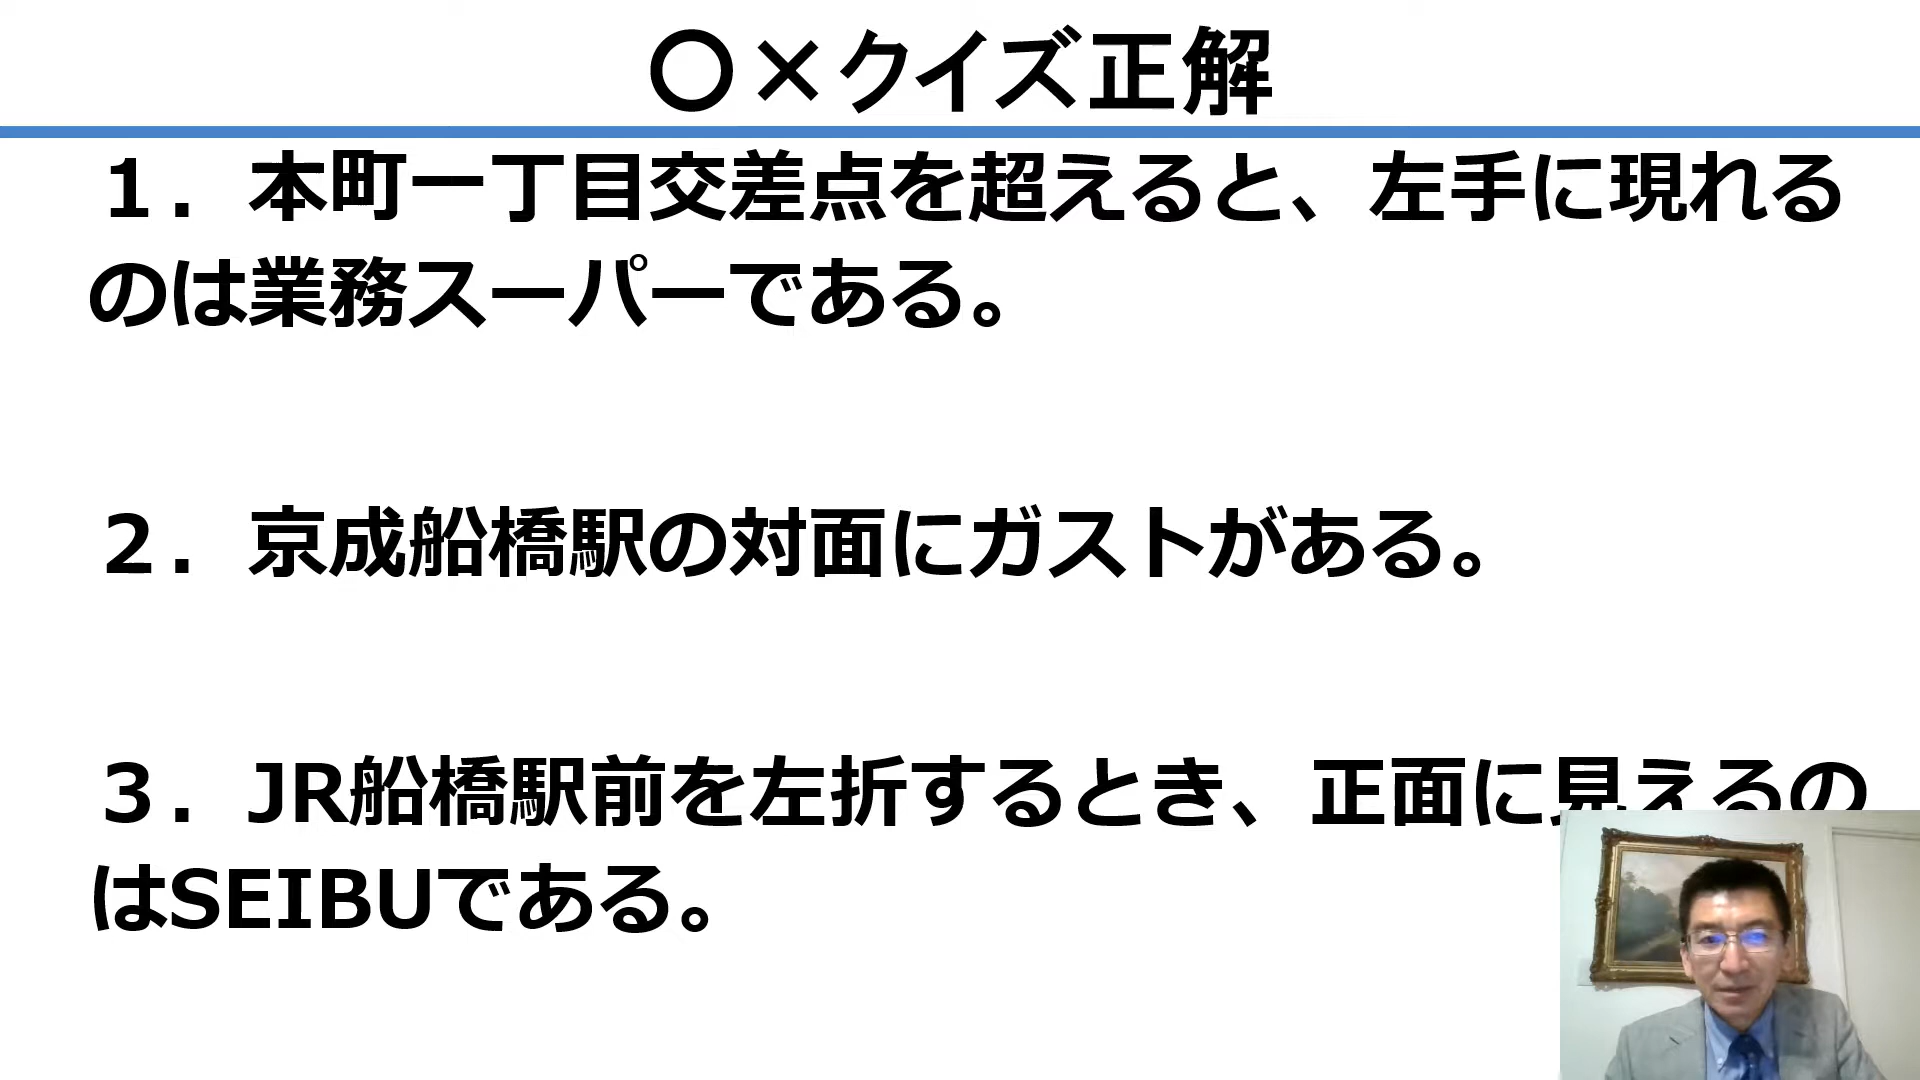 〇×クイズ正解
１．本町一丁目交差点を超えると、左手に現れる
のは業務スーパーである。
２．京成船橋駅の対面にガストがある。
３．JR船橋駅前を左折するとき、正面に見えるの
はSEIBUである。